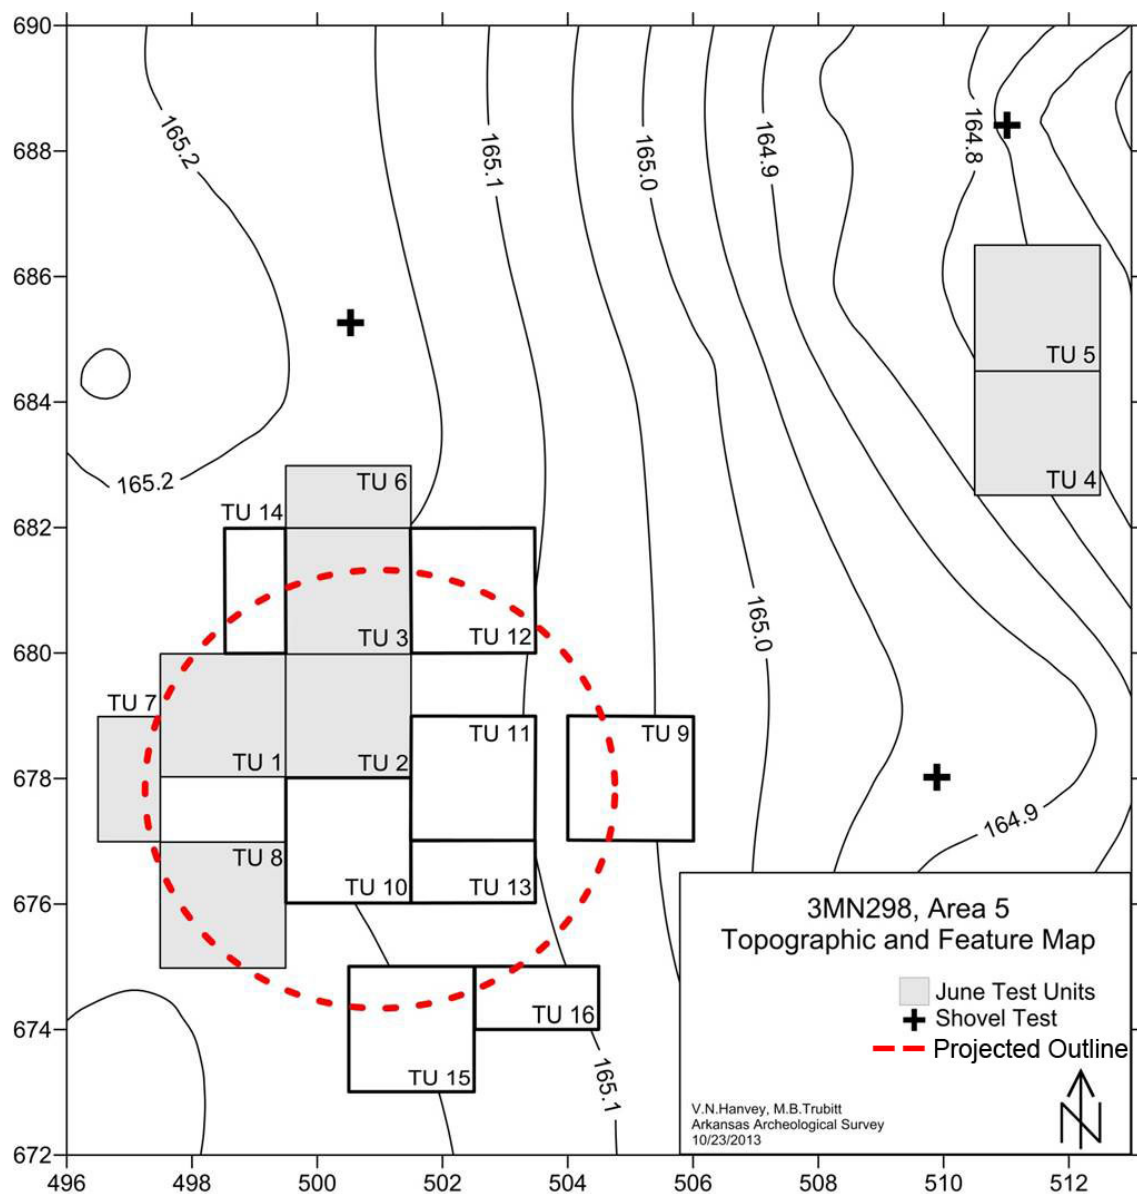 690
688
686
684
682
680
678
676
674
672
496
498
500
502
504
506
508
510
512
165.2
165.1
165.0
164.9
164.8
165.2
TU 5
TU 4
TU 6
TU 14
TU 3
TU 12
165.0
TU 7
TU 11
TU 9
TU 1
TU 2
TU 8
TU 10
TU 13
164.9
TU 16
TU 15
165.1
3MN298, Area 5
Topographic and Feature Map
June Test Units
Shovel Test
Projected Outline
V.N.Hanvey, M.B.Trubitt
Arkansas Archeological Survey
10/23/2013
N